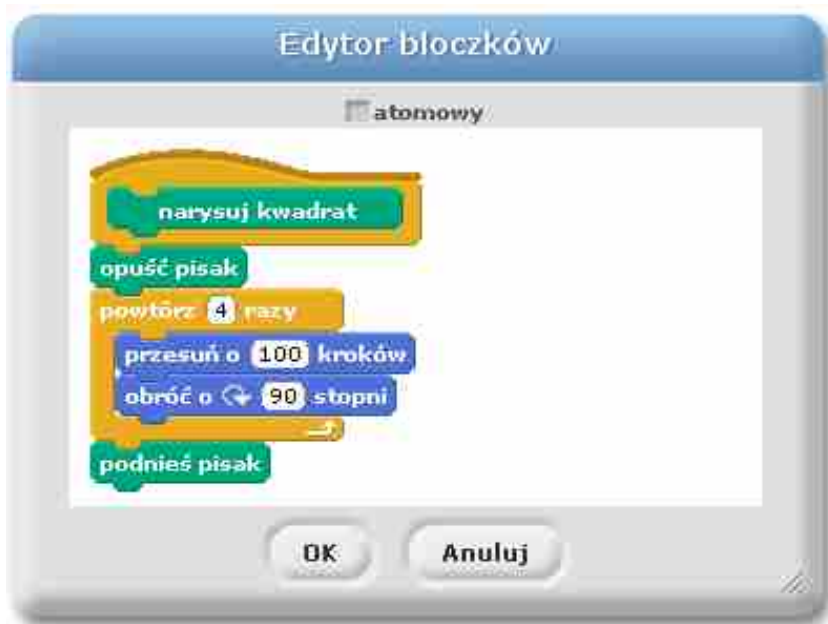 Edytor bloczków
atomowy
narysuj kwadrat
opuść pisak
powtórz 4 razy
przesuń o 100 kroków
obróć o 90 stopni
podnieś pisak
OK Anuluj